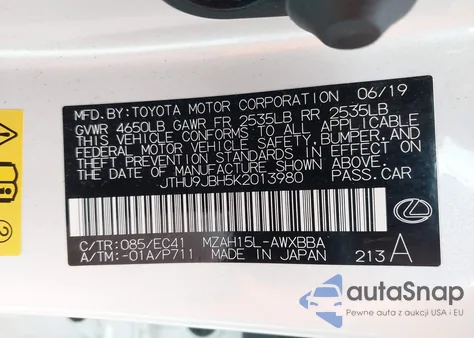 MFD. BY: TOYOTA MOTOR CORPORATION 06/19
GVWR 4650LB GAWR FR 2535LB RR 2535LB
THIS VEHICLE CONFORMS TO ALL APPLICABLE
FEDERAL MOTOR VEHICLE SAFETY, BUMPER, AND
THEFT PREVENTION STANDARDS IN EFFECT ON
THE DATE OF MANUFACTURE SHOWN ABOVE.
JTHU9JBH5K2013980 PASS. CAR
C/TR: 085/EC41 MZAH15L-AWXBBA
A/TM: -01A/P711 MADE IN JAPAN 213 A
autoSnap
Pewne auta z USA i EU